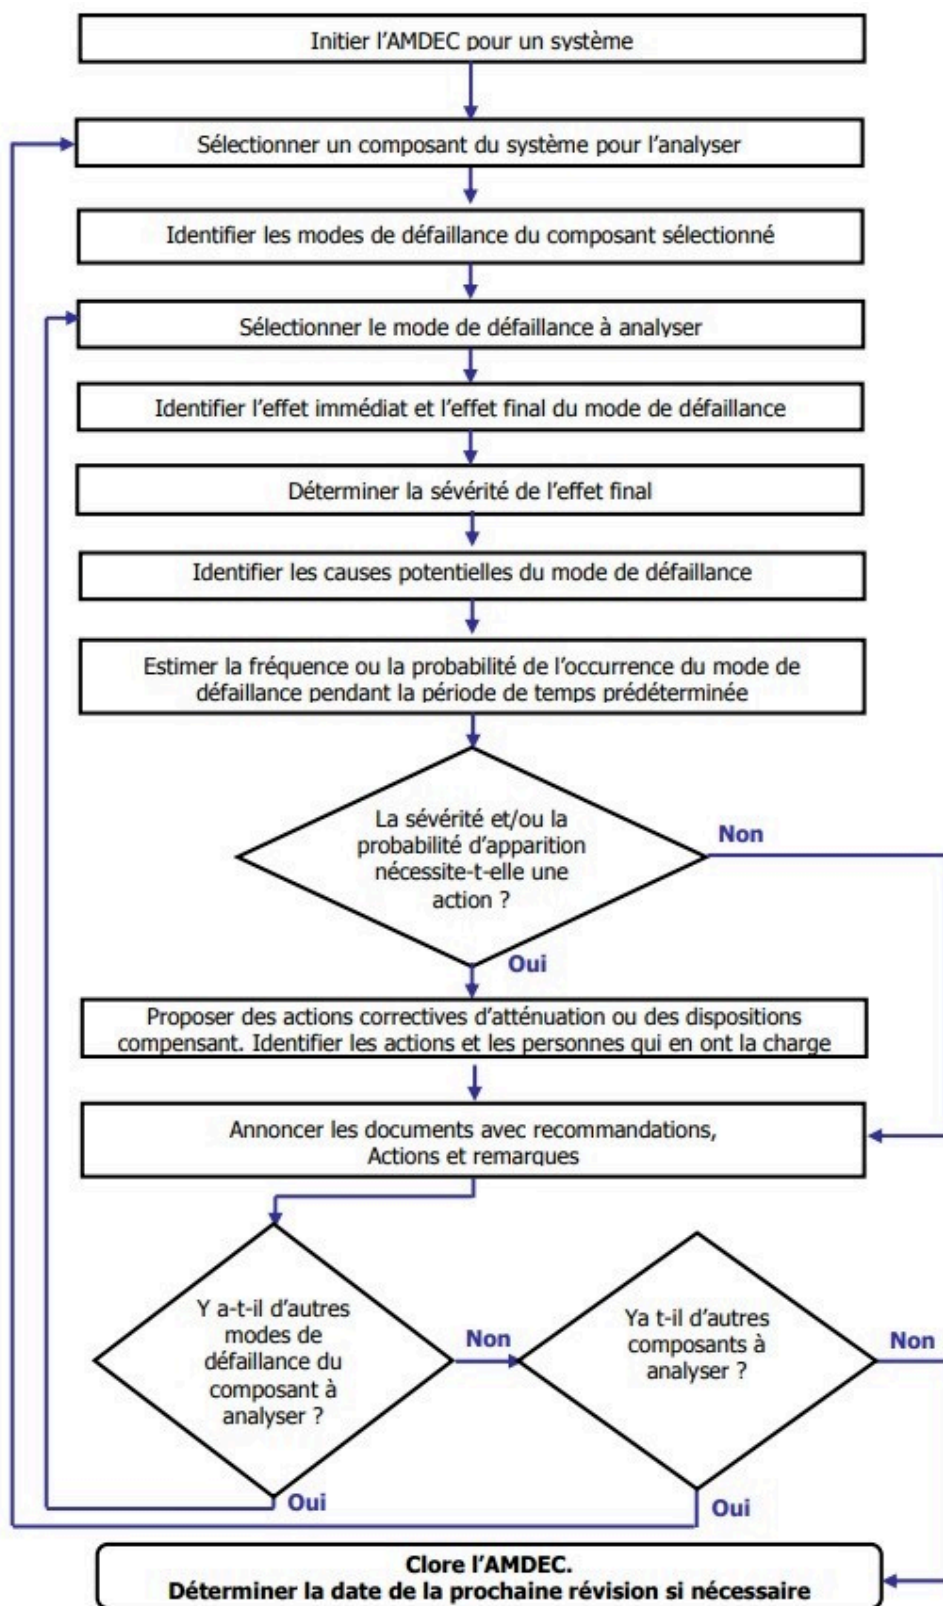 Initier l'AMDEC pour un système
Sélectionner un composant du système pour l'analyser
Identifier les modes de défaillance du composant sélectionné
Sélectionner le mode de défaillance à analyser
Identifier l'effet immédiat et l'effet final du mode de défaillance
Déterminer la sévérité de l'effet final
Identifier les causes potentielles du mode de défaillance
Estimer la fréquence ou la probabilité de l'occurrence du mode de
défaillance pendant la période de temps prédéterminée
La sévérité et/ou la
probabilité d'apparition
nécessite-t-elle une
action ?
Non
Oui
Proposer des actions correctives d'atténuation ou des dispositions
compensant. Identifier les actions et les personnes qui en ont la charge
Annoncer les documents avec recommandations,
Actions et remarques
Y a-t-il d'autres
modes de
défaillance du
composant à
analyser ?
Non
Oui
Ya t-il d'autres
composants à
analyser ?
Non
Oui
Clore l'AMDEC.
Déterminer la date de la prochaine révision si nécessaire